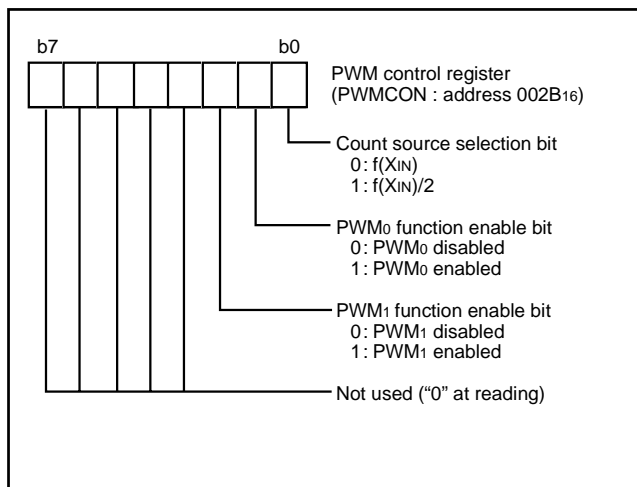 b7 b0
PWM control register
(PWMCON : address 002B16)
Count source selection bit
0: f(XIN)
1: f(XIN)/2
PWM0 function enable bit
0: PWM0 disabled
1: PWM0 enabled
PWM1 function enable bit
0: PWM1 disabled
1: PWM1 enabled
Not used (“0” at reading)